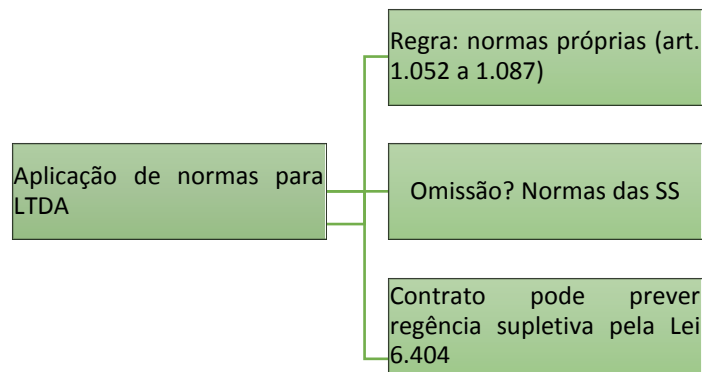 Aplicação de normas para
LTDA
Regra: normas próprias (art.
1.052 a 1.087)
Omissão? Normas das SS
Contrato pode prever
regência supletiva pela Lei
6.404